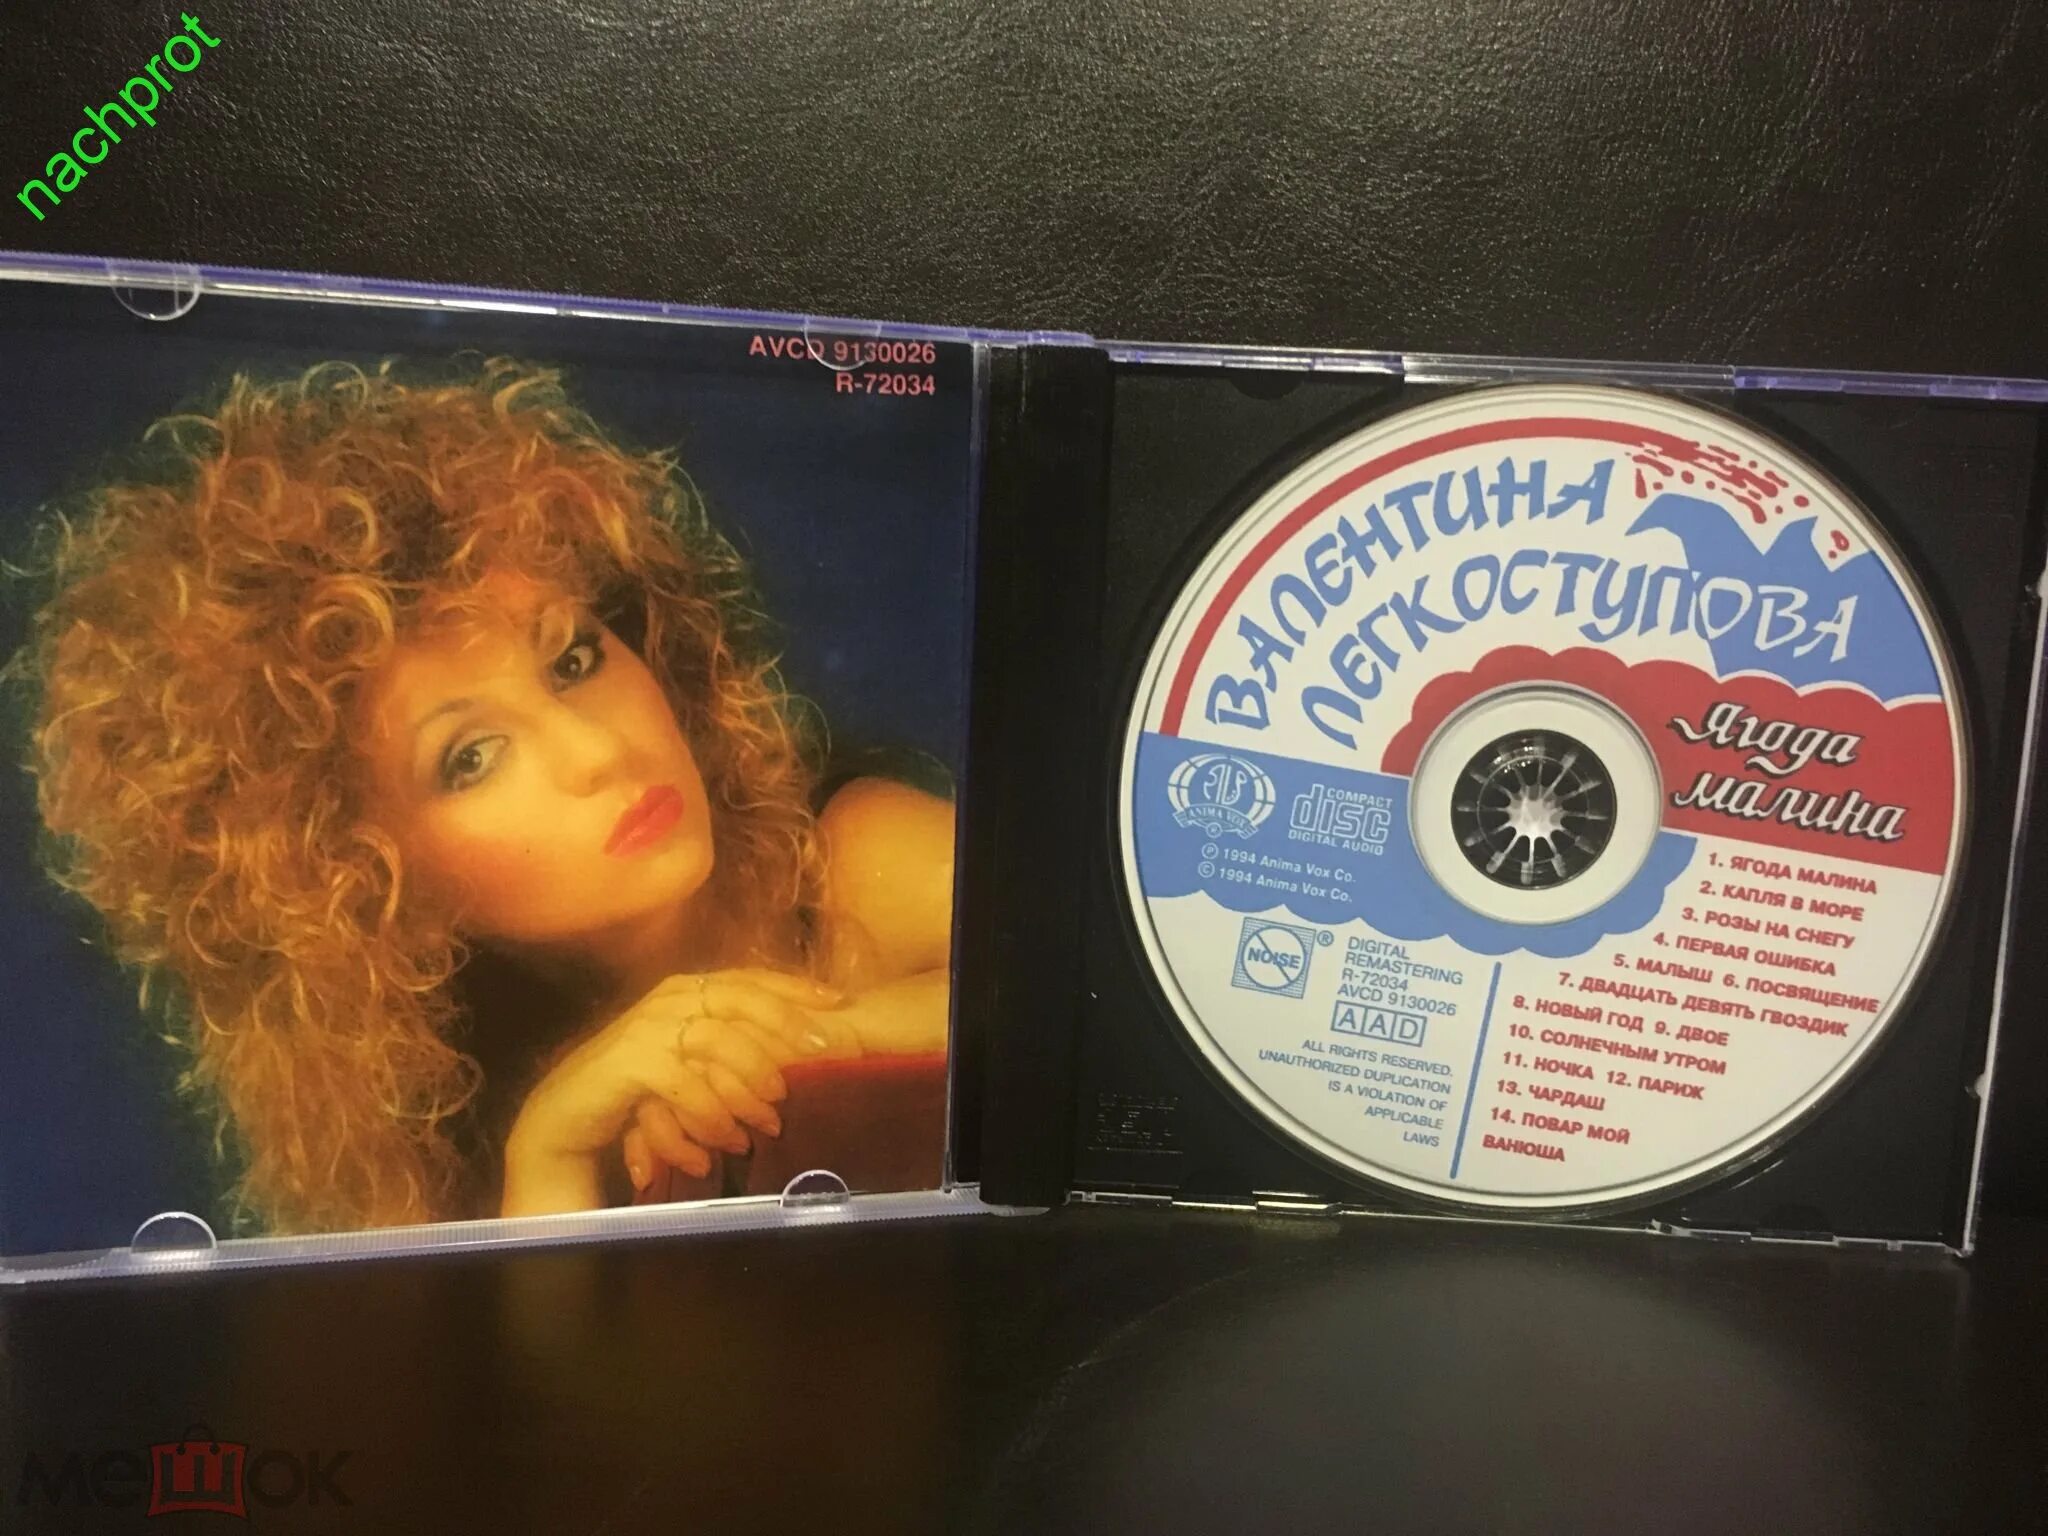 nachprot
AVCD 9130026
R-72034
ВАЛЕНТИНА
ЛЕГКОСТУПОВА
Ягода
малина
ANIMA VOX
®
COMPACT
disc
DIGITAL AUDIO
Ⓟ 1994 Anima Vox Co.
© 1994 Anima Vox Co.
NOISE ®
DIGITAL
REMASTERING
R-72034
AVCD 9130026
AAD
ALL RIGHTS RESERVED.
UNAUTHORIZED DUPLICATION
IS A VIOLATION OF
APPLICABLE
LAWS
1. ЯГОДА МАЛИНА
2. КАПЛЯ В МОРЕ
3. РОЗЫ НА СНЕГУ
4. ПЕРВАЯ ОШИБКА
5. МАЛЫШ 6. ПОСВЯЩЕНИЕ
7. ДВАДЦАТЬ ДЕВЯТЬ ГВОЗДИК
8. НОВЫЙ ГОД 9. ДВОЕ
10. СОЛНЕЧНЫМ УТРОМ
11. НОЧКА 12. ПАРИЖ
13. ЧАРДАШ
14. ПОВАР МОЙ
ВАНЮША
мешок